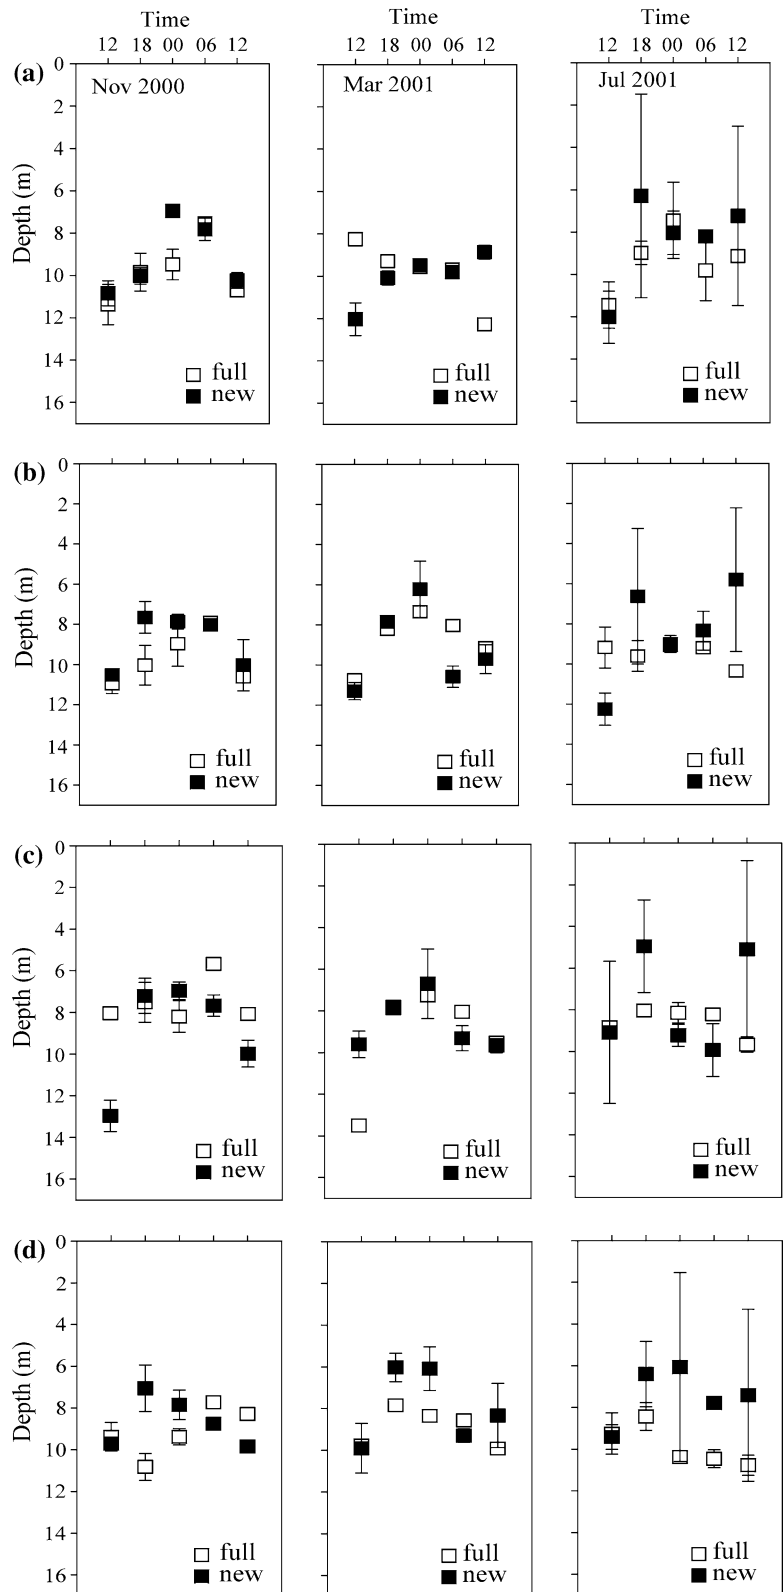 Time Time Time
12 18 00 06 12 12 18 00 06 12 12 18 00 06 12
(a)
0
Nov 2000 Mar 2001 Jul 2001
2
4
6
8
10
12
14
16
Depth (m)
full full full
new new new
(b)
0
2
4
6
8
10
12
14
16
Depth (m)
full full full
new new new
(c)
0
2
4
6
8
10
12
14
16
Depth (m)
full full full
new new new
(d)
0
2
4
6
8
10
12
14
16
Depth (m)
full full full
new new new